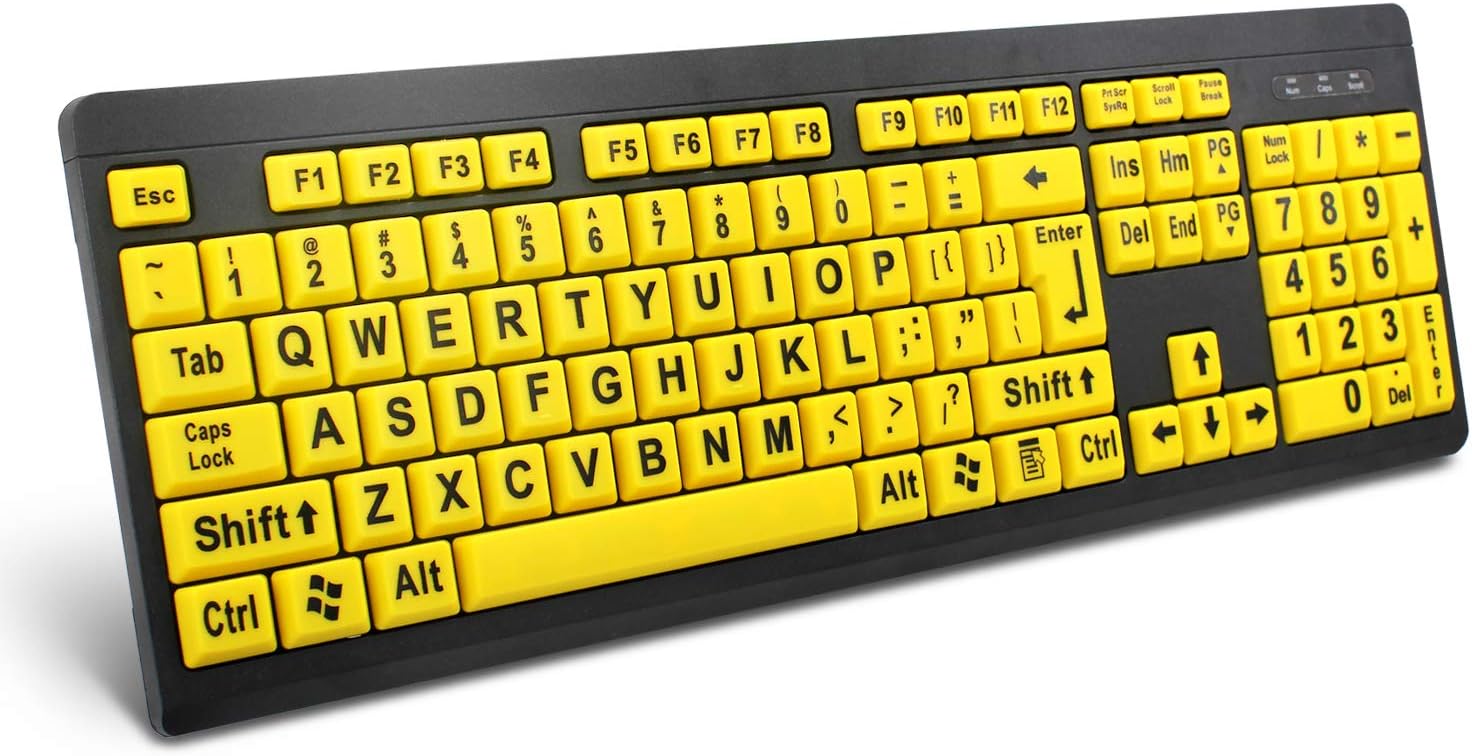 Esc F1 F2 F3 F4 F5 F6 F7 F8 F9 F10 F11 F12 Prt Scr SysRq Scroll Lock Pause Break Num Caps Scroll
~ ` ! 1 @ 2 # 3 $ 4 % 5 ^ 6 & 7 * 8 ( 9 ) 0 — - + = ← Ins Hm PG ▲ Num Lock / * -
Tab Q W E R T Y U I O P [ { ] } Enter ↵ Del End PG ▼ 7 8 9 +
Caps Lock A S D F G H J K L ; : ' " \ | 4 5 6
Shift ↑ Z X C V B N M , < . > / ? Shift ↑ ↑ 1 2 3 Enter
Ctrl Alt Alt Ctrl ← ↓ → 0 . Del